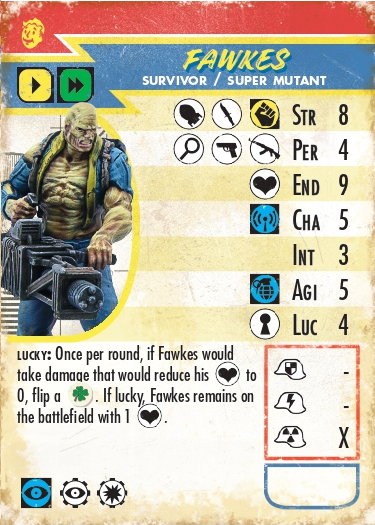 FAWKES
SURVIVOR / SUPER MUTANT
STR 8
PER 4
END 9
CHA 5
INT 3
AGI 5
LUC 4
LUCKY: Once per round, if Fawkes would
take damage that would reduce his to
0, flip a . If lucky, Fawkes remains on
the battlefield with 1 .
-
-
X